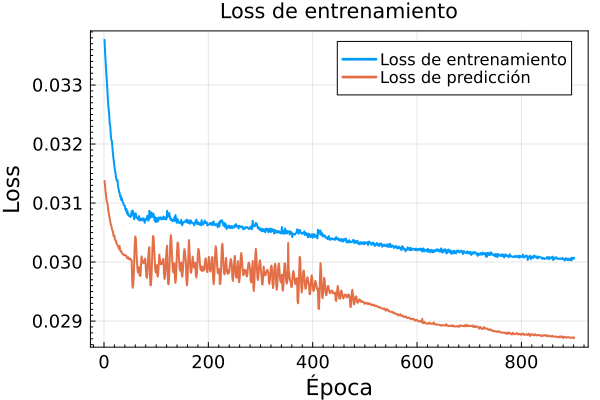 Loss de entrenamiento
Loss de entrenamiento
Loss de predicción
0.033
0.032
0.031
0.030
0.029
Loss
0 200 400 600 800
Época